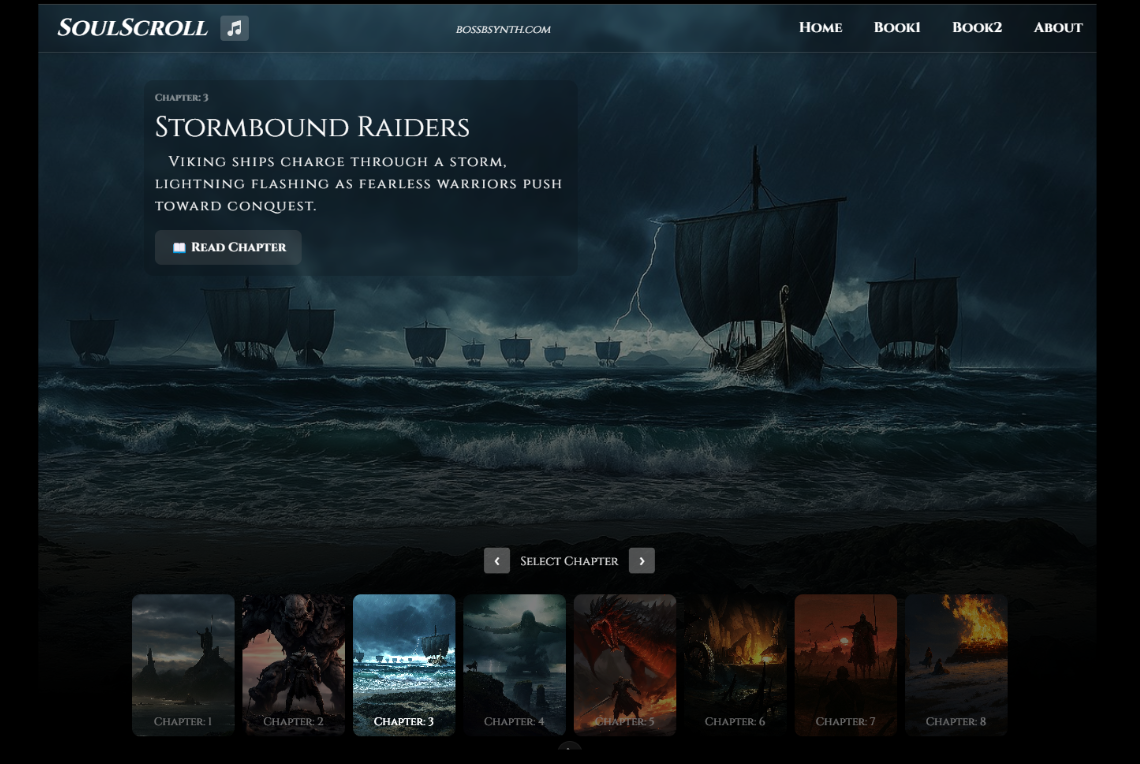 SoulScroll
BOSSBSYNTH.COM
Home Book1 Book2 About
Chapter: 3
Stormbound Raiders
Viking ships charge through a storm,
lightning flashing as fearless warriors push
toward conquest.
Read Chapter
Select Chapter
Chapter: 1
Chapter: 2
Chapter: 3
Chapter: 4
Chapter: 5
Chapter: 6
Chapter: 7
Chapter: 8